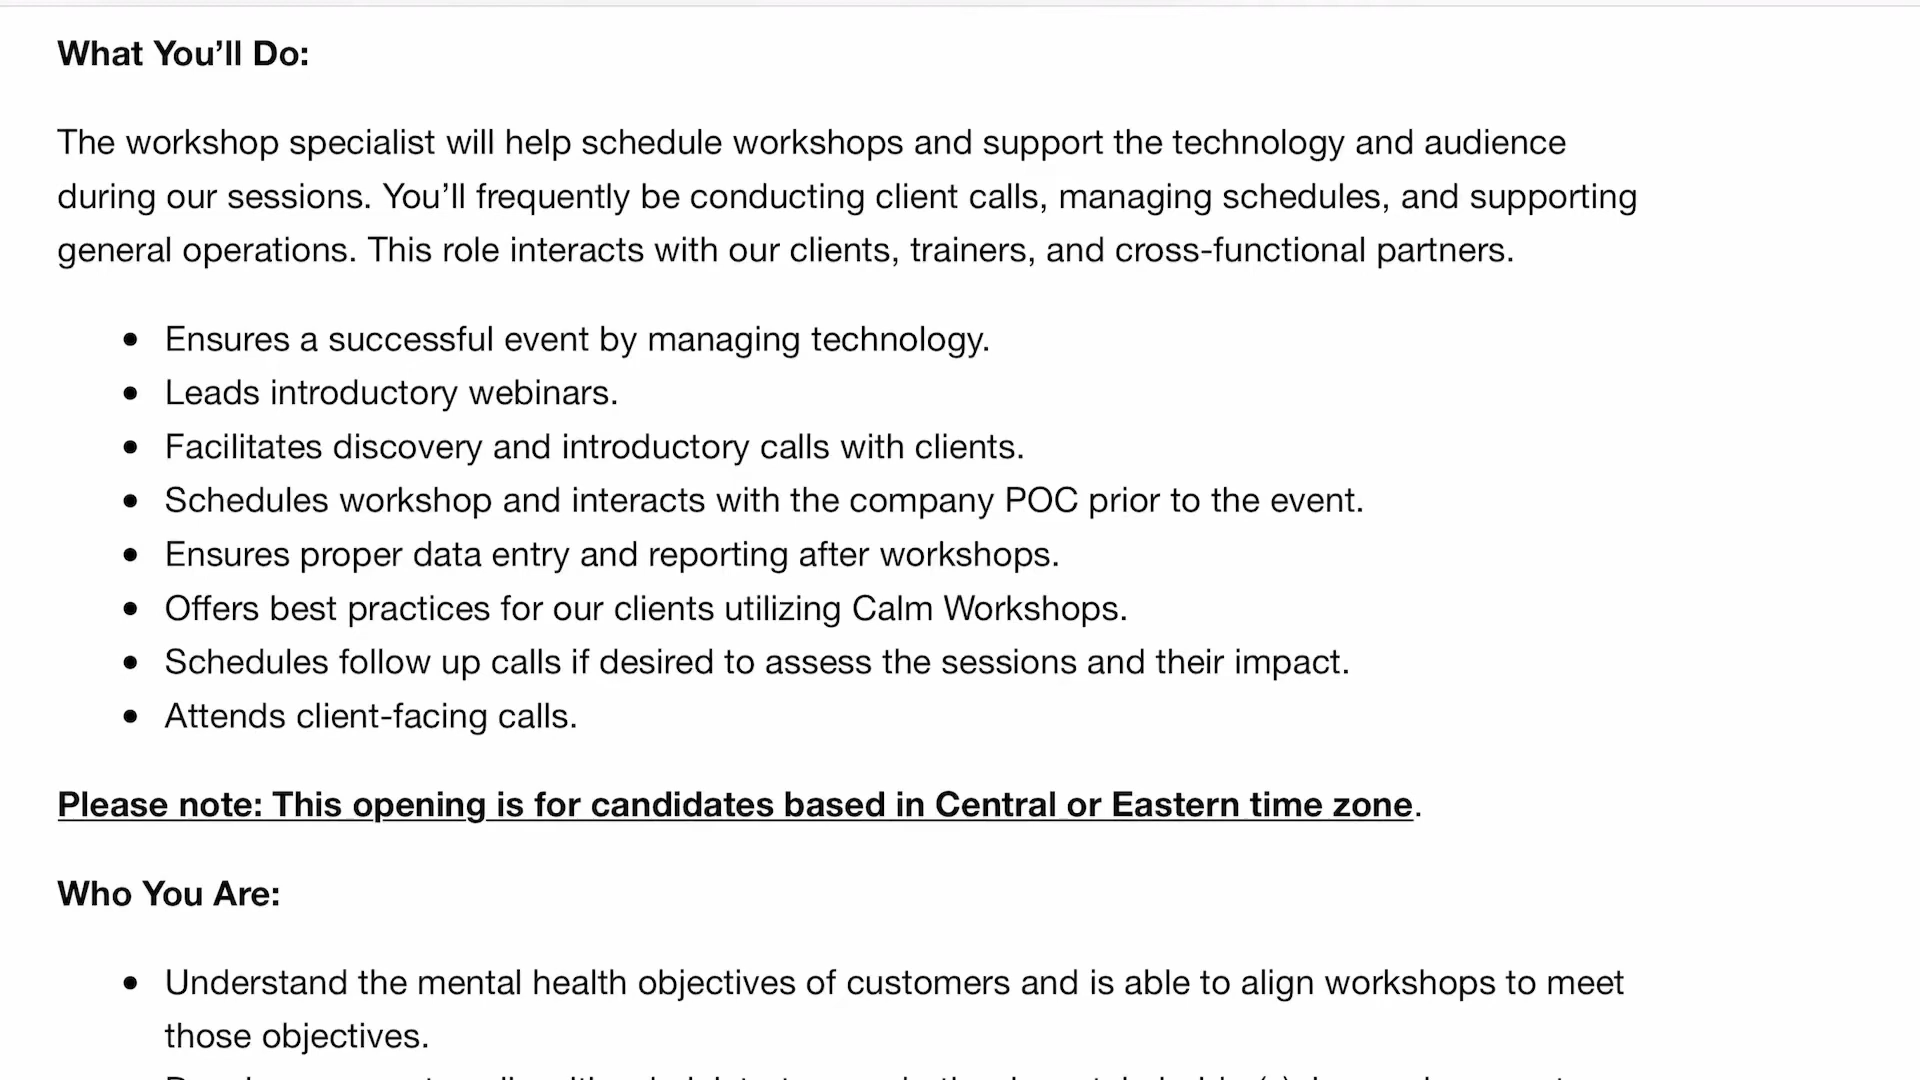 What You’ll Do:
The workshop specialist will help schedule workshops and support the technology and audience
during our sessions. You’ll frequently be conducting client calls, managing schedules, and supporting
general operations. This role interacts with our clients, trainers, and cross-functional partners.
• Ensures a successful event by managing technology.
• Leads introductory webinars.
• Facilitates discovery and introductory calls with clients.
• Schedules workshop and interacts with the company POC prior to the event.
• Ensures proper data entry and reporting after workshops.
• Offers best practices for our clients utilizing Calm Workshops.
• Schedules follow up calls if desired to assess the sessions and their impact.
• Attends client-facing calls.
Please note: This opening is for candidates based in Central or Eastern time zone.
Who You Are:
• Understand the mental health objectives of customers and is able to align workshops to meet
those objectives.